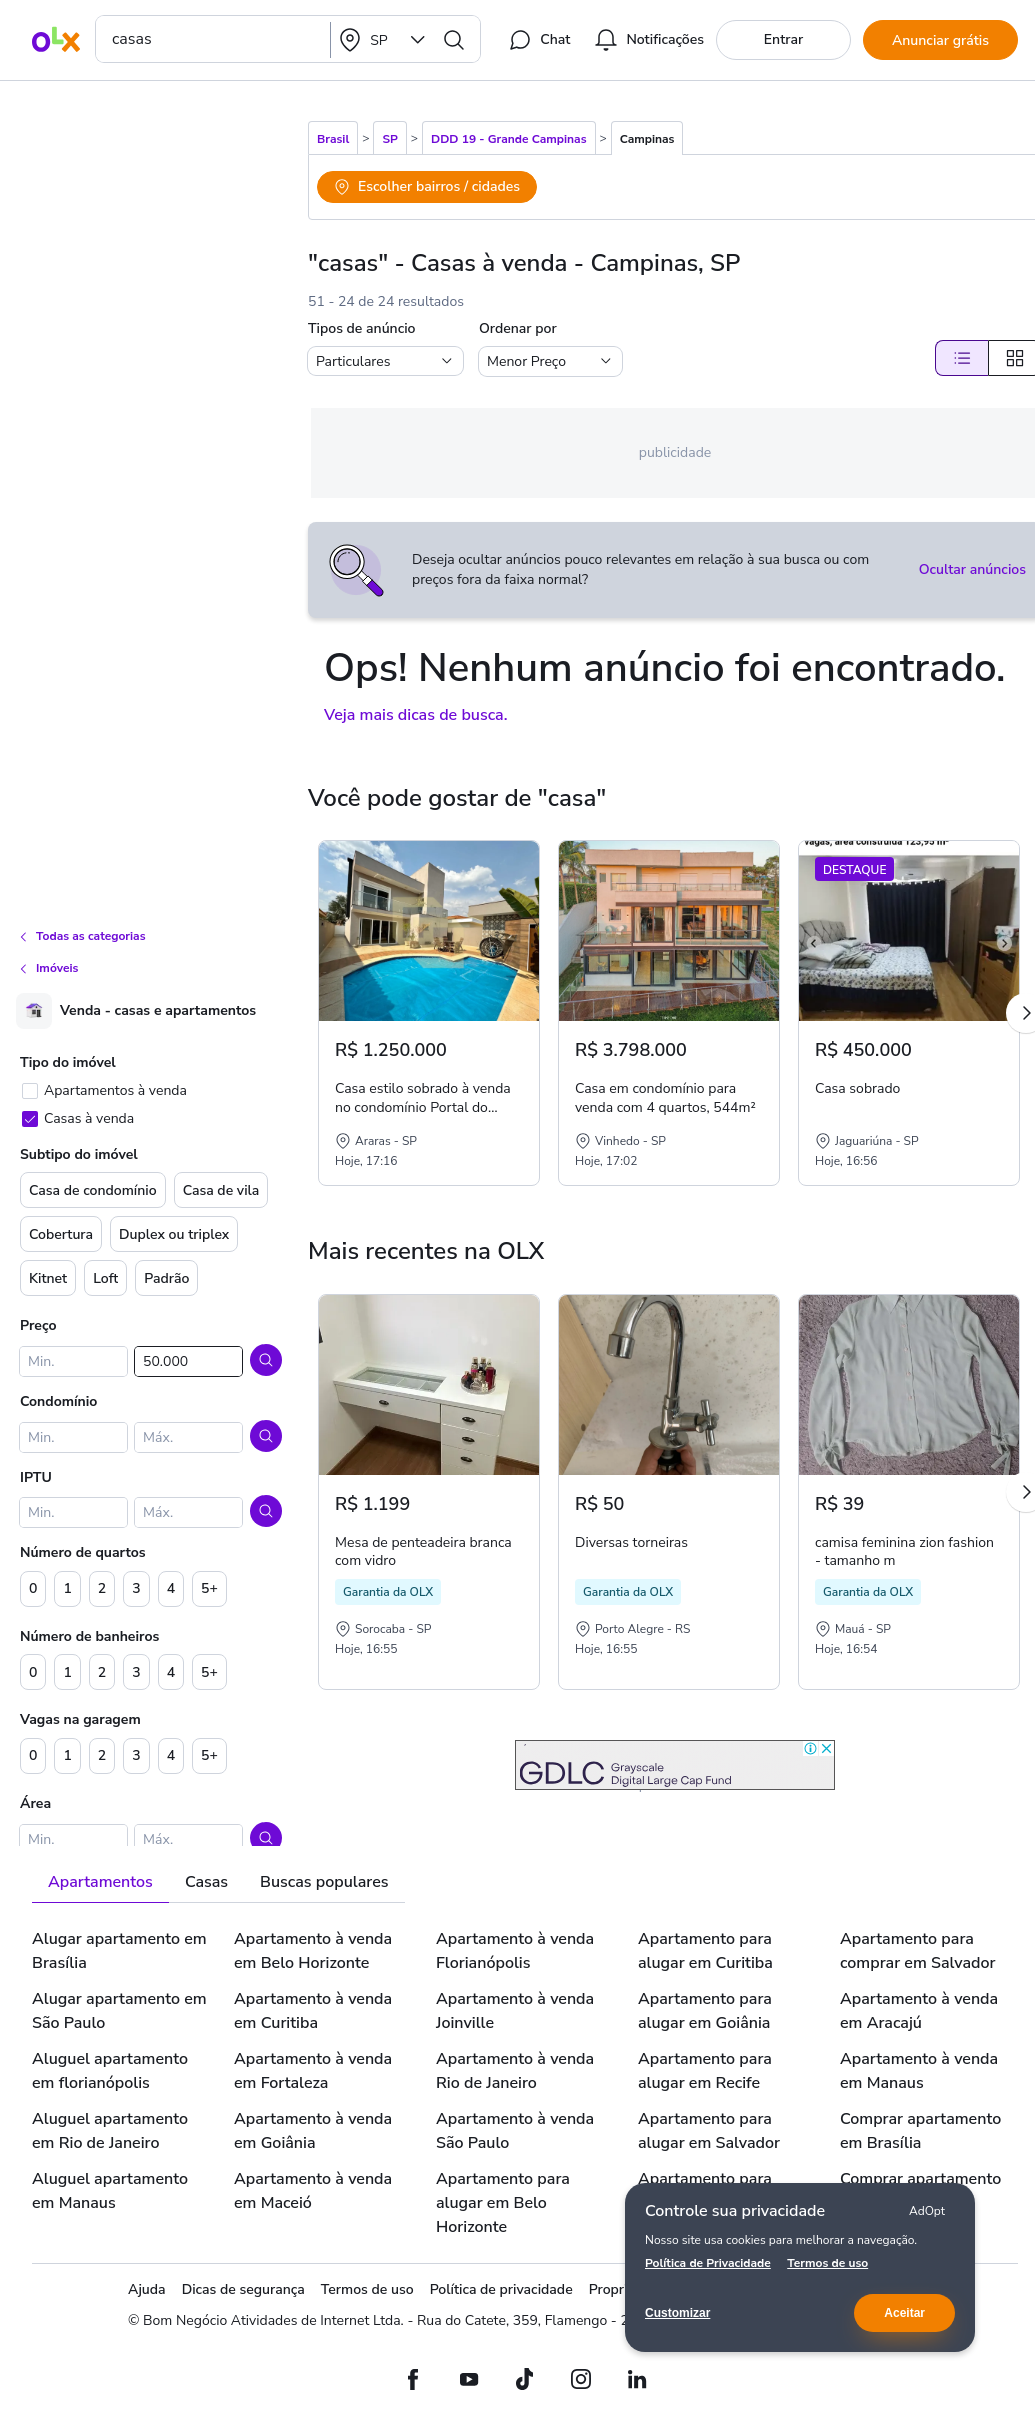 olx
casas
SP
Chat
Notificações
Entrar
Anunciar grátis
Brasil > SP > DDD 19 - Grande Campinas > Campinas
Escolher bairros / cidades
"casas" - Casas à venda - Campinas, SP
51 - 24 de 24 resultados
Tipos de anúncio
Ordenar por
Particulares
Menor Preço
publicidade
Deseja ocultar anúncios pouco relevantes em relação à sua busca ou com
preços fora da faixa normal?
Ocultar anúncios
Ops! Nenhum anúncio foi encontrado.
Veja mais dicas de busca.
Você pode gostar de "casa"
R$ 1.250.000
Casa estilo sobrado à venda
no condomínio Portal do...
Araras - SP
Hoje, 17:16
R$ 3.798.000
Casa em condomínio para
venda com 4 quartos, 544m²
Vinhedo - SP
Hoje, 17:02
vagas, área construída 123,95 m²
DESTAQUE
R$ 450.000
Casa sobrado
Jaguariúna - SP
Hoje, 16:56
Todas as categorias
Imóveis
Venda - casas e apartamentos
Tipo do imóvel
Apartamentos à venda
Casas à venda
Subtipo do imóvel
Casa de condomínio
Casa de vila
Cobertura
Duplex ou triplex
Kitnet
Loft
Padrão
Preço
Min.
50.000
Condomínio
Min.
Máx.
IPTU
Min.
Máx.
Número de quartos
0 1 2 3 4 5+
Número de banheiros
0 1 2 3 4 5+
Vagas na garagem
0 1 2 3 4 5+
Área
Min.
Máx.
Mais recentes na OLX
R$ 1.199
Mesa de penteadeira branca
com vidro
Garantia da OLX
Sorocaba - SP
Hoje, 16:55
R$ 50
Diversas torneiras
Garantia da OLX
Porto Alegre - RS
Hoje, 16:55
R$ 39
camisa feminina zion fashion
- tamanho m
Garantia da OLX
Mauá - SP
Hoje, 16:54
GDLC
Grayscale
Digital Large Cap Fund
Apartamentos
Casas
Buscas populares
Alugar apartamento em
Brasília
Alugar apartamento em
São Paulo
Aluguel apartamento
em florianópolis
Aluguel apartamento
em Rio de Janeiro
Aluguel apartamento
em Manaus
Apartamento à venda
em Belo Horizonte
Apartamento à venda
em Curitiba
Apartamento à venda
em Fortaleza
Apartamento à venda
em Goiânia
Apartamento à venda
em Maceió
Apartamento à venda
Florianópolis
Apartamento à venda
Joinville
Apartamento à venda
Rio de Janeiro
Apartamento à venda
São Paulo
Apartamento para
alugar em Belo
Horizonte
Apartamento para
alugar em Curitiba
Apartamento para
alugar em Goiânia
Apartamento para
alugar em Recife
Apartamento para
alugar em Salvador
Apartamento para
Apartamento para
comprar em Salvador
Apartamento à venda
em Aracajú
Apartamento à venda
em Manaus
Comprar apartamento
em Brasília
Comprar apartamento
Controle sua privacidade
AdOpt
Nosso site usa cookies para melhorar a navegação.
Política de Privacidade
Termos de uso
Customizar
Aceitar
Ajuda
Dicas de segurança
Termos de uso
Política de privacidade
Propr
© Bom Negócio Atividades de Internet Ltda. - Rua do Catete, 359, Flamengo - 2